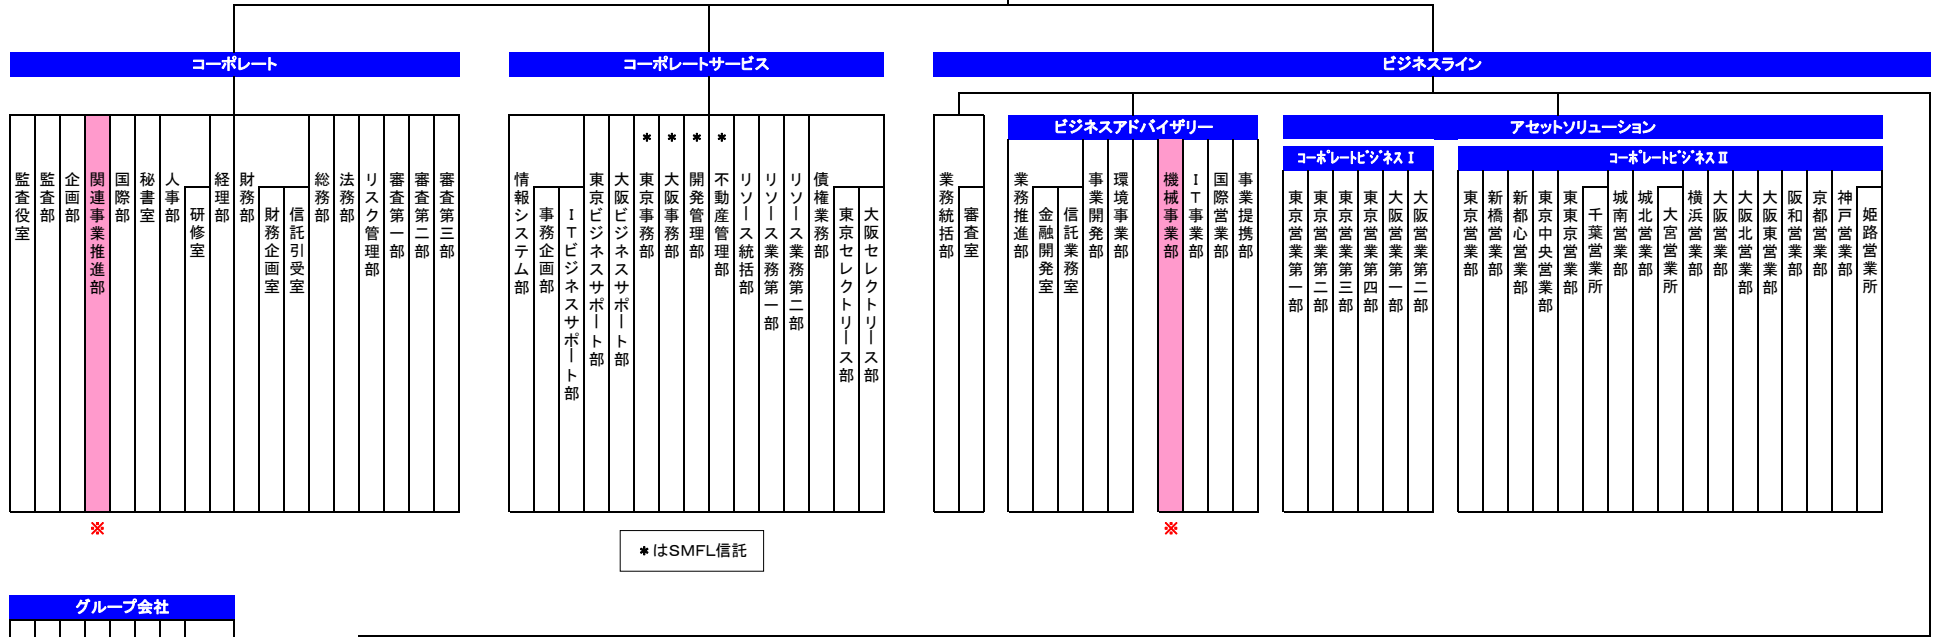 コーポレート
監査役室
監査部
企画部
関連事業推進部
国際部
秘書室
人事部
研修室
経理部
財務部
財務企画室
信託引受室
総務部
法務部
リスク管理部
審査第一部
審査第二部
審査第三部
※
コーポレートサービス
情報システム部
事務企画部
ITビジネスサポート部
東京ビジネスサポート部
大阪ビジネスサポート部
*
東京事務部
*
大阪事務部
*
開発管理部
*
不動産管理部
リソース統括部
リソース業務第一部
リソース業務第二部
債権業務部
東京セレクトリース部
大阪セレクトリース部
*はSMFL信託
ビジネスライン
業務統括部
審査室
ビジネスアドバイザリー
業務推進部
金融開発室
信託業務室
事業開発部
環境事業部
機械事業部
IT事業部
国際営業部
事業提携部
※
アセットソリューション
コーポレートビジネスⅠ
東京営業第一部
東京営業第二部
東京営業第三部
東京営業第四部
大阪営業第一部
大阪営業第二部
コーポレートビジネスⅡ
東京営業部
新橋営業部
新都心営業部
東京中央営業部
東東京営業部
千葉営業所
城南営業部
城北営業部
大宮営業所
横浜営業部
大阪営業部
大阪北営業部
大阪東営業部
阪和営業部
京都営業部
神戸営業部
姫路営業所
グループ会社